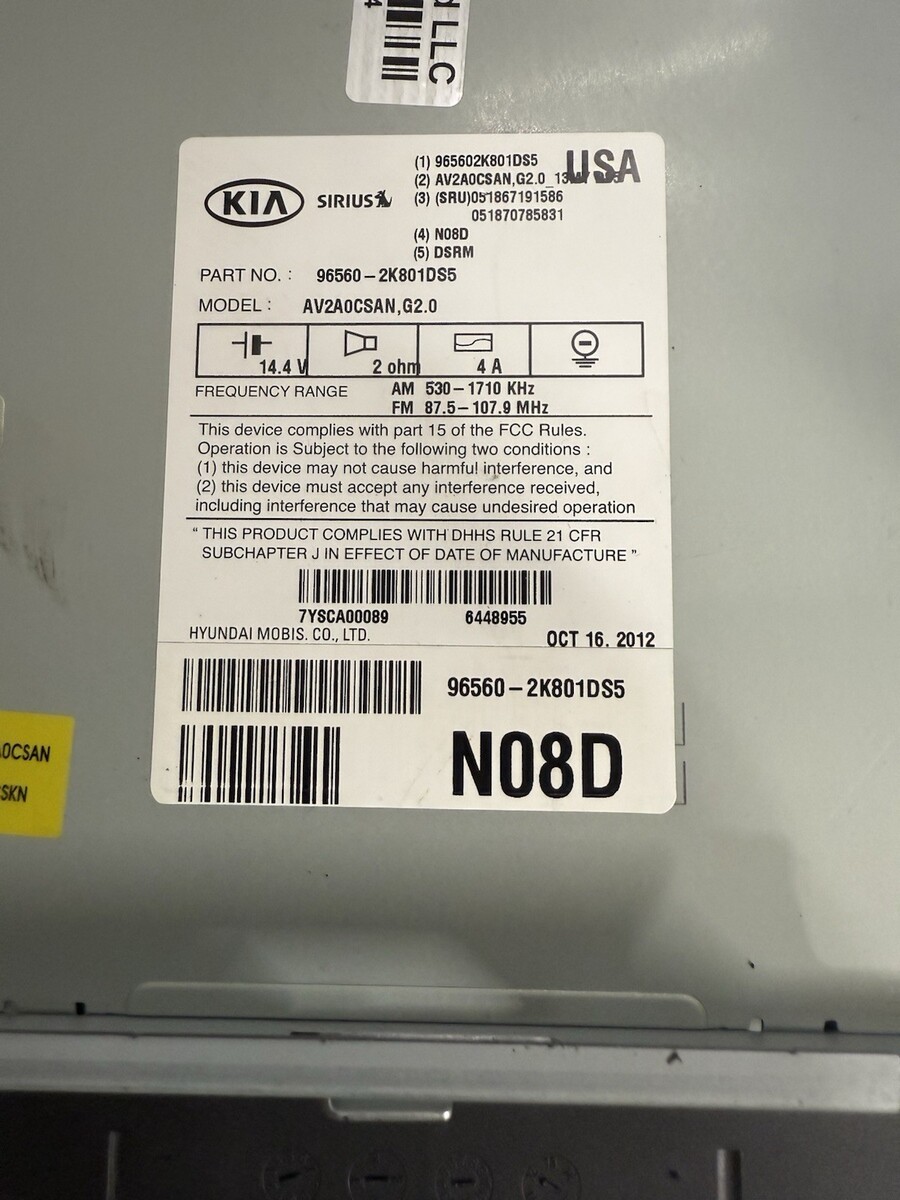 LLC
4
KIA
SIRIUS
USA
(1) 965602K801DS5
(2) AV2A0CSAN,G2.0
(3) (SRU)051867191586
051870785831
(4) N08D
(5) DSRM
PART NO. : 96560-2K801DS5
MODEL : AV2A0CSAN,G2.0
14.4 V 2 ohm 4 A
FREQUENCY RANGE AM 530-1710 KHz
FM 87.5-107.9 MHz
This device complies with part 15 of the FCC Rules.
Operation is Subject to the following two conditions :
(1) this device may not cause harmful interference, and
(2) this device must accept any interference received,
including interference that may cause undesired operation
“ THIS PRODUCT COMPLIES WITH DHHS RULE 21 CFR
SUBCHAPTER J IN EFFECT OF DATE OF MANUFACTURE ”
7YSCA00089 6448955
HYUNDAI MOBIS. CO., LTD. OCT 16. 2012
96560-2K801DS5
N08D
0CSAN
SKN